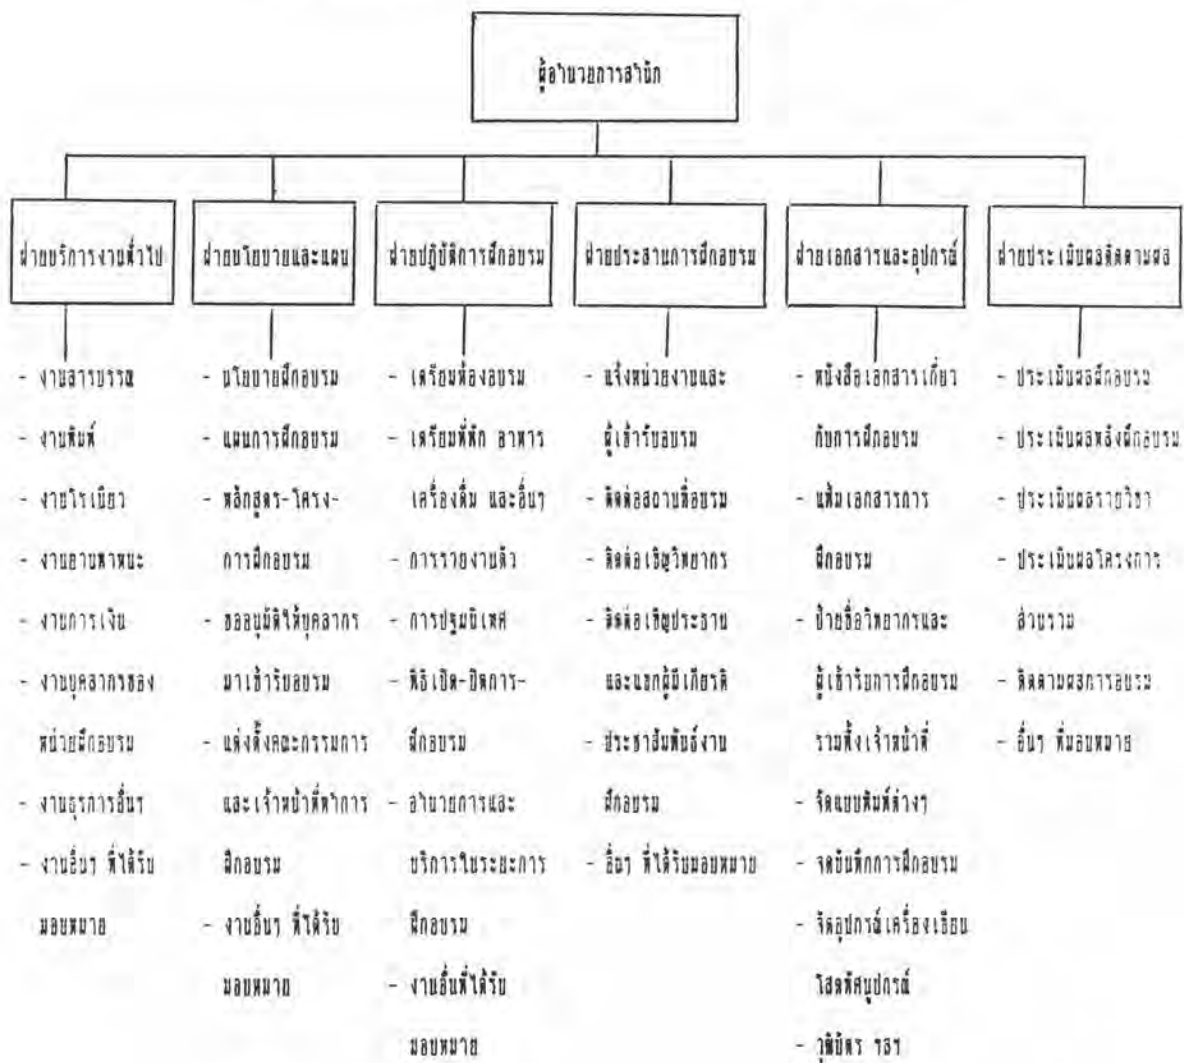 ผู้อำนวยการสำนัก
ฝ่ายบริการงานทั่วไป
- งานสารบรรณ
- งานพิมพ์
- งานโรเนียว
- งานยานพาหนะ
- งานการเงิน
- งานบุคลากรของ
หน่วยฝึกอบรม
- งานธุรการอื่นๆ
- งานอื่นๆ ที่ได้รับ
มอบหมาย
ฝ่ายนโยบายและแผน
- นโยบายฝึกอบรม
- แผนการฝึกอบรม
- หลักสูตร-โครง-
การฝึกอบรม
- ขออนุมัติให้บุคลากร
มาเข้ารับอบรม
- แต่งตั้งคณะกรรมการ
และเจ้าหน้าที่ทำการ
ฝึกอบรม
- งานอื่นๆ ที่ได้รับ
มอบหมาย
ฝ่ายปฏิบัติการฝึกอบรม
- เตรียมห้องอบรม
- เตรียมที่พัก อาหาร
เครื่องดื่ม และอื่นๆ
- การรายงานตัว
- การปฐมนิเทศ
- พิธีเปิด-ปิดการ-
ฝึกอบรม
- อำนวยการและ
บริการในระยะการ
ฝึกอบรม
- งานอื่นที่ได้รับ
มอบหมาย
ฝ่ายประสานการฝึกอบรม
- แจ้งหน่วยงานและ
ผู้เข้ารับอบรม
- ติดต่อสถานที่อบรม
- ติดต่อเชิญวิทยากร
- ติดต่อเชิญประธาน
และแขกผู้มีเกียรติ
- ประชาสัมพันธ์งาน
ฝึกอบรม
- อื่นๆ ที่ได้รับมอบหมาย
ฝ่ายเอกสารและอุปกรณ์
- หนังสือเอกสารเกี่ยว
กับการฝึกอบรม
- แฟ้มเอกสารการ
ฝึกอบรม
- ป้ายชื่อวิทยากรและ
ผู้เข้ารับการฝึกอบรม
รวมทั้งเจ้าหน้าที่
- จัดแบบพิมพ์ต่างๆ
- จดบันทึกการฝึกอบรม
- จัดอุปกรณ์เครื่องเขียน
โสตทัศนูปกรณ์
- วุฒิบัตร ฯลฯ
ฝ่ายประเมินผลติดตามผล
- ประเมินผลฝึกอบรม
- ประเมินผลหลังฝึกอบรม
- ประเมินผลรายวิชา
- ประเมินผลโครงการ
ส่วนรวม
- ติดตามผลการอบรม
- อื่นๆ ที่มอบหมาย